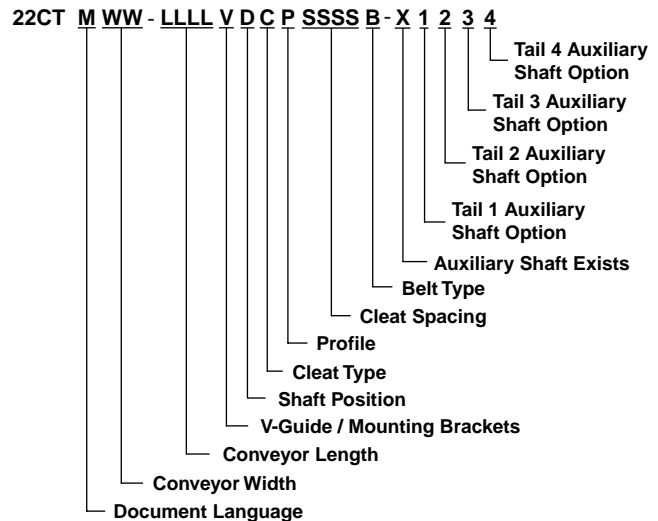 22CT M WW - LLLL V D C P SSSS B - X 1 2 3 4
Tail 4 Auxiliary
Shaft Option
Tail 3 Auxiliary
Shaft Option
Tail 2 Auxiliary
Shaft Option
Tail 1 Auxiliary
Shaft Option
Auxiliary Shaft Exists
Belt Type
Cleat Spacing
Profile
Cleat Type
Shaft Position
V-Guide / Mounting Brackets
Conveyor Length
Conveyor Width
Document Language